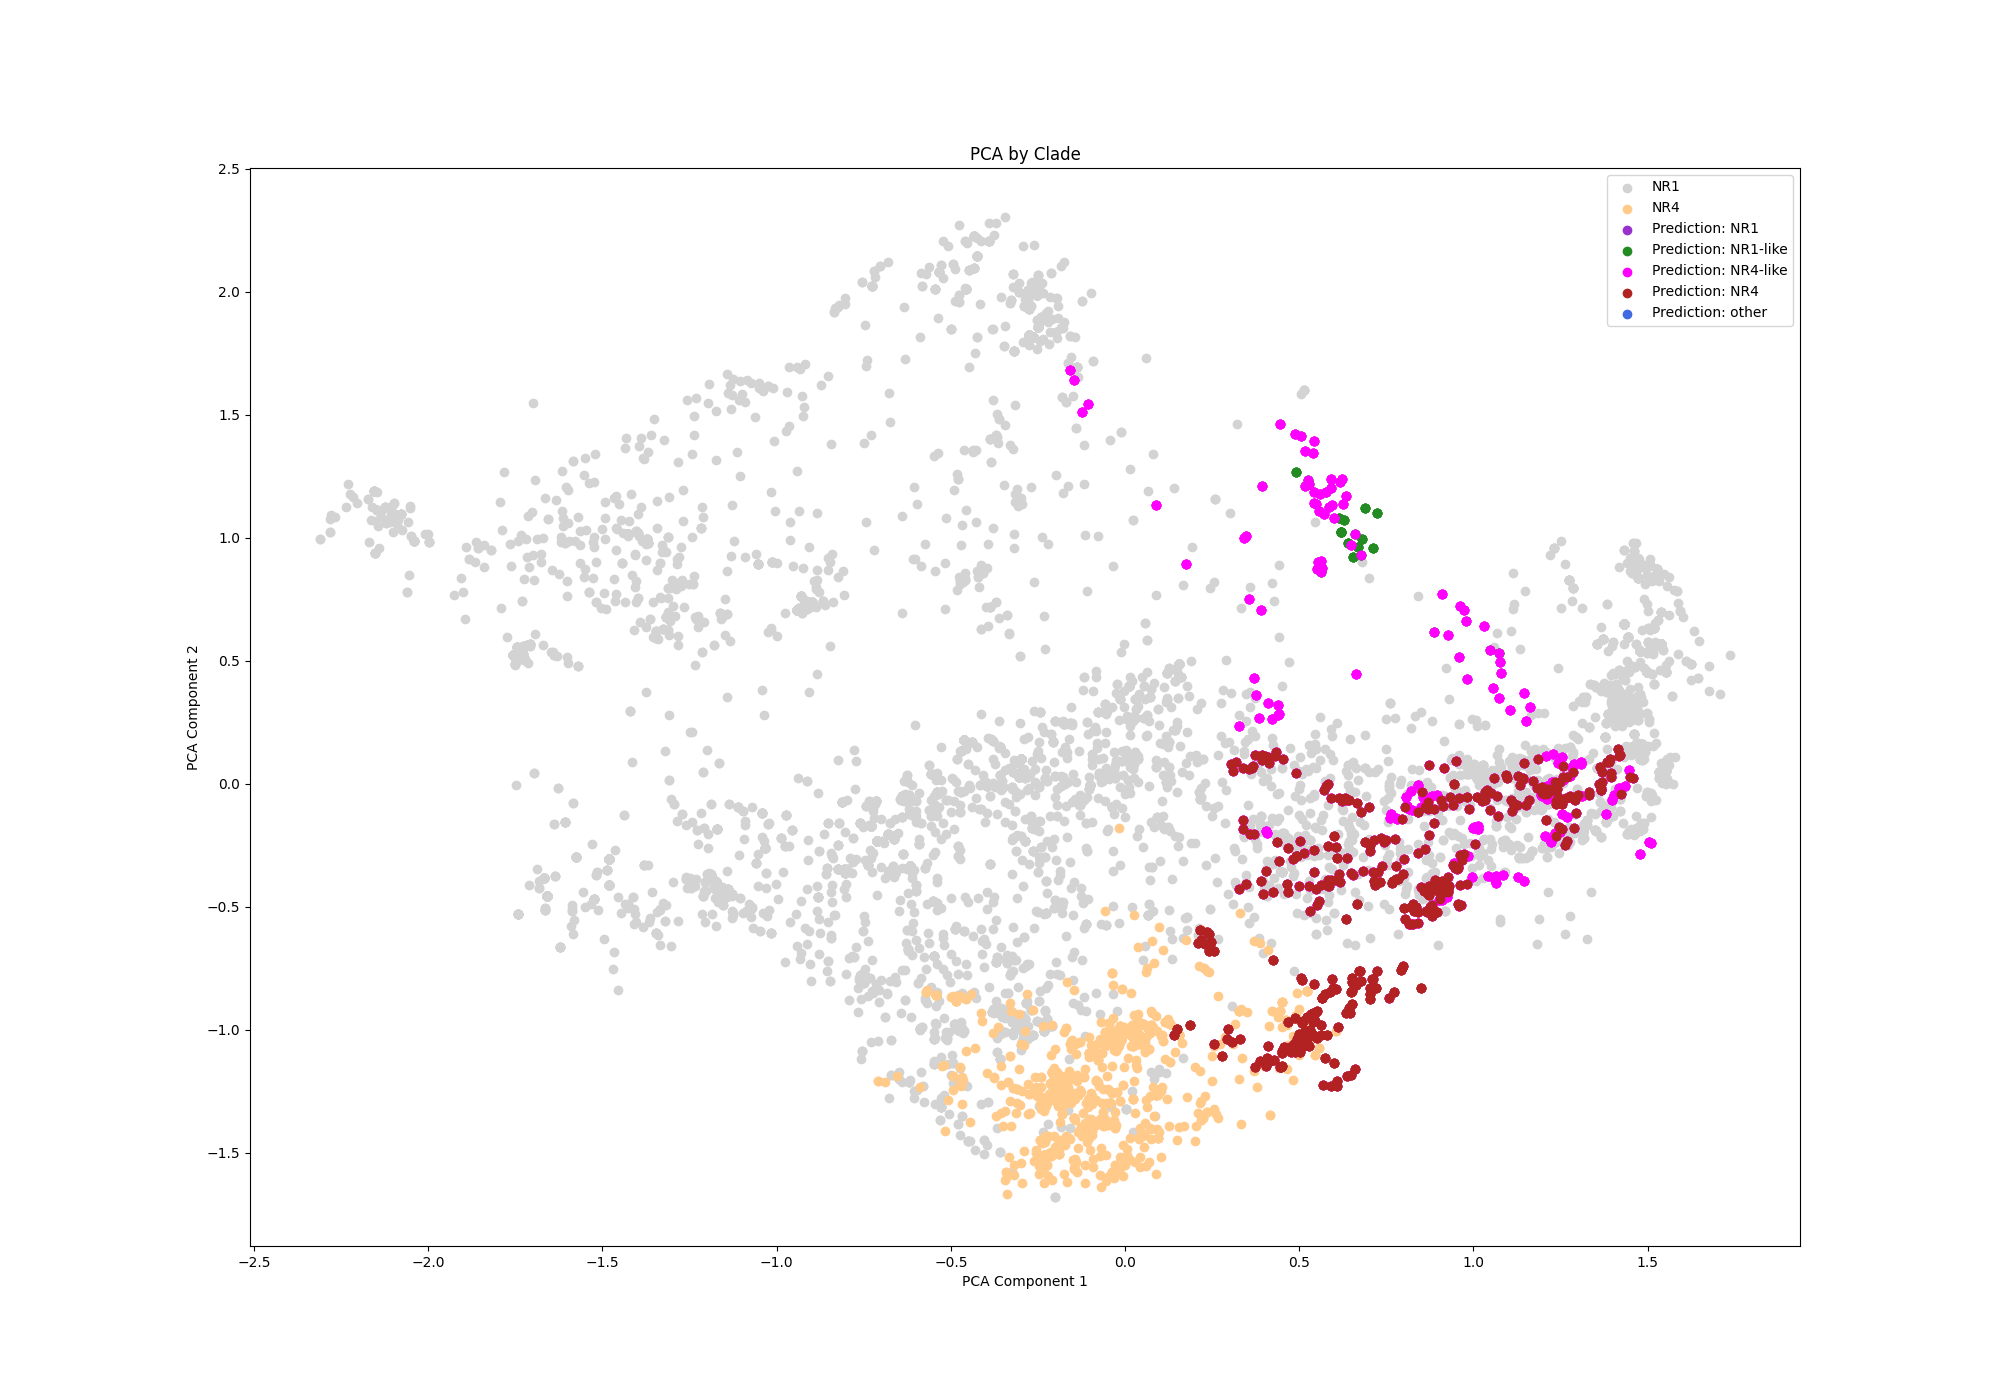 PCA by Clade
NR1
NR4
Prediction: NR1
Prediction: NR1-like
Prediction: NR4-like
Prediction: NR4
Prediction: other
PCA Component 2
2.5
2.0
1.5
1.0
0.5
0.0
−0.5
−1.0
−1.5
−2.5
−2.0
−1.5
−1.0
−0.5
0.0
0.5
1.0
1.5
PCA Component 1